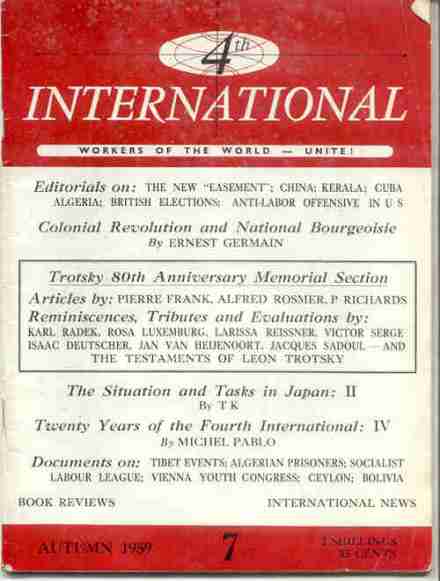 4th
INTERNATIONAL
WORKERS OF THE WORLD — UNITE!
Editorials on: THE NEW "EASEMENT"; CHINA; KERALA; CUBA
ALGERIA; BRITISH ELECTIONS; ANTI-LABOR OFFENSIVE IN U S
Colonial Revolution and National Bourgeoisie
By ERNEST GERMAIN
Trotsky 80th Anniversary Memorial Section
Articles by: PIERRE FRANK, ALFRED ROSMER, P. RICHARDS
Reminiscences, Tributes and Evaluations by:
KARL RADEK, ROSA LUXEMBURG, LARISSA REISSNER, VICTOR SERGE
ISAAC DEUTSCHER, JAN VAN HEIJENOORT, JACQUES SADOUL — AND
THE TESTAMENTS OF LEON TROTSKY
The Situation and Tasks in Japan: II
By T K
Twenty Years of the Fourth International: IV
By MICHEL PABLO
Documents on: TIBET EVENTS; ALGERIAN PRISONERS; SOCIALIST
LABOUR LEAGUE; VIENNA YOUTH CONGRESS; CEYLON; BOLIVIA
BOOK REVIEWS INTERNATIONAL NEWS
AUTUMN 1959 7 2 SHILLINGS
35 CENTS